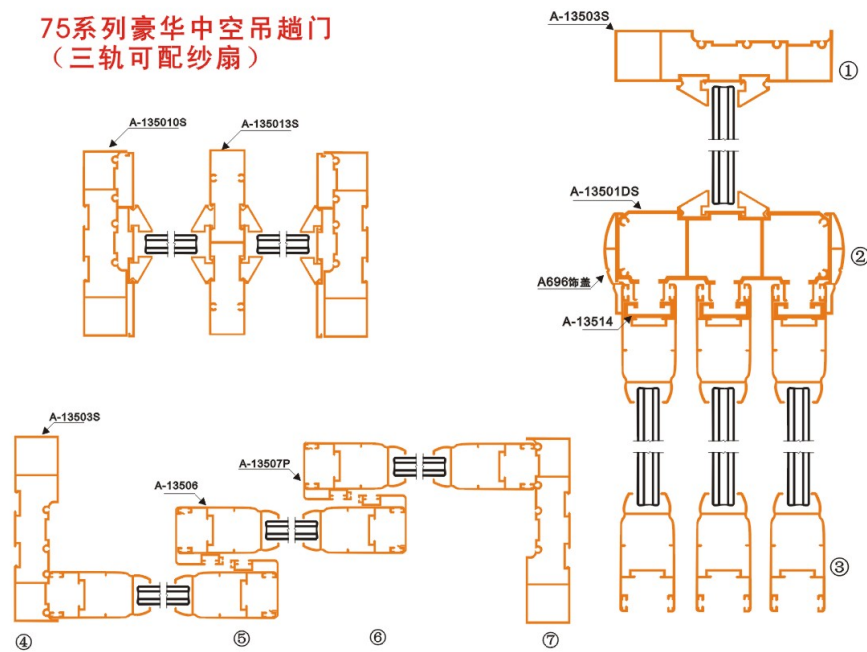 75系列豪华中空吊趟门
（三轨可配纱扇）
A-13503S
①
A-135010S
A-135013S
A-13501DS
②
A696饰盖
A-13514
A-13503S
A-13507P
A-13506
③
④
⑤
⑥
⑦